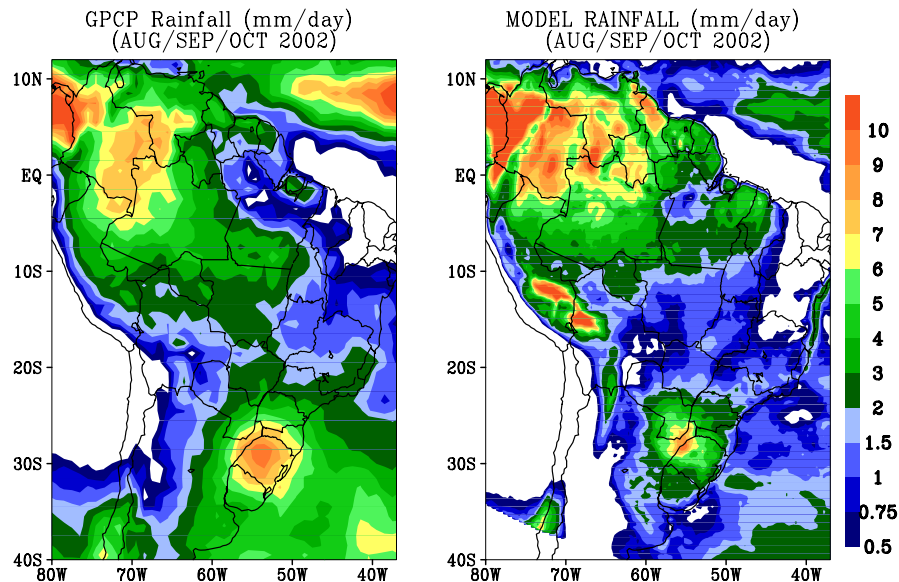 GPCP Rainfall (mm/day)
(AUG/SEP/OCT 2002)
MODEL RAINFALL (mm/day)
(AUG/SEP/OCT 2002)
10N
EQ
10S
20S
30S
40S
80W 70W 60W 50W 40W
10N
EQ
10S
20S
30S
40S
80W 70W 60W 50W 40W
x
x
10
9
8
7
6
5
4
3
2
1.5
1
0.75
0.5